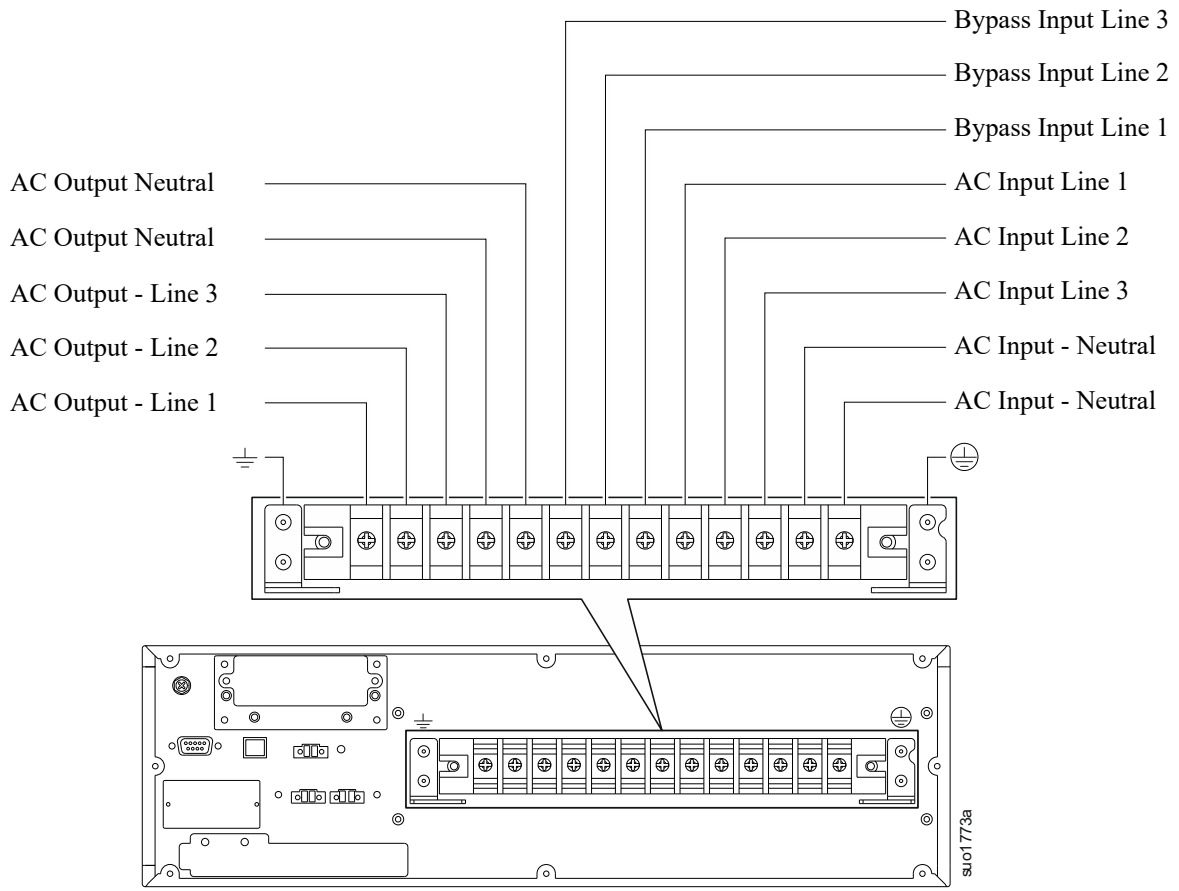 Bypass Input Line 3
Bypass Input Line 2
Bypass Input Line 1
AC Output Neutral
AC Input Line 1
AC Output Neutral
AC Input Line 2
AC Output - Line 3
AC Input Line 3
AC Output - Line 2
AC Input - Neutral
AC Output - Line 1
AC Input - Neutral
suo1773a